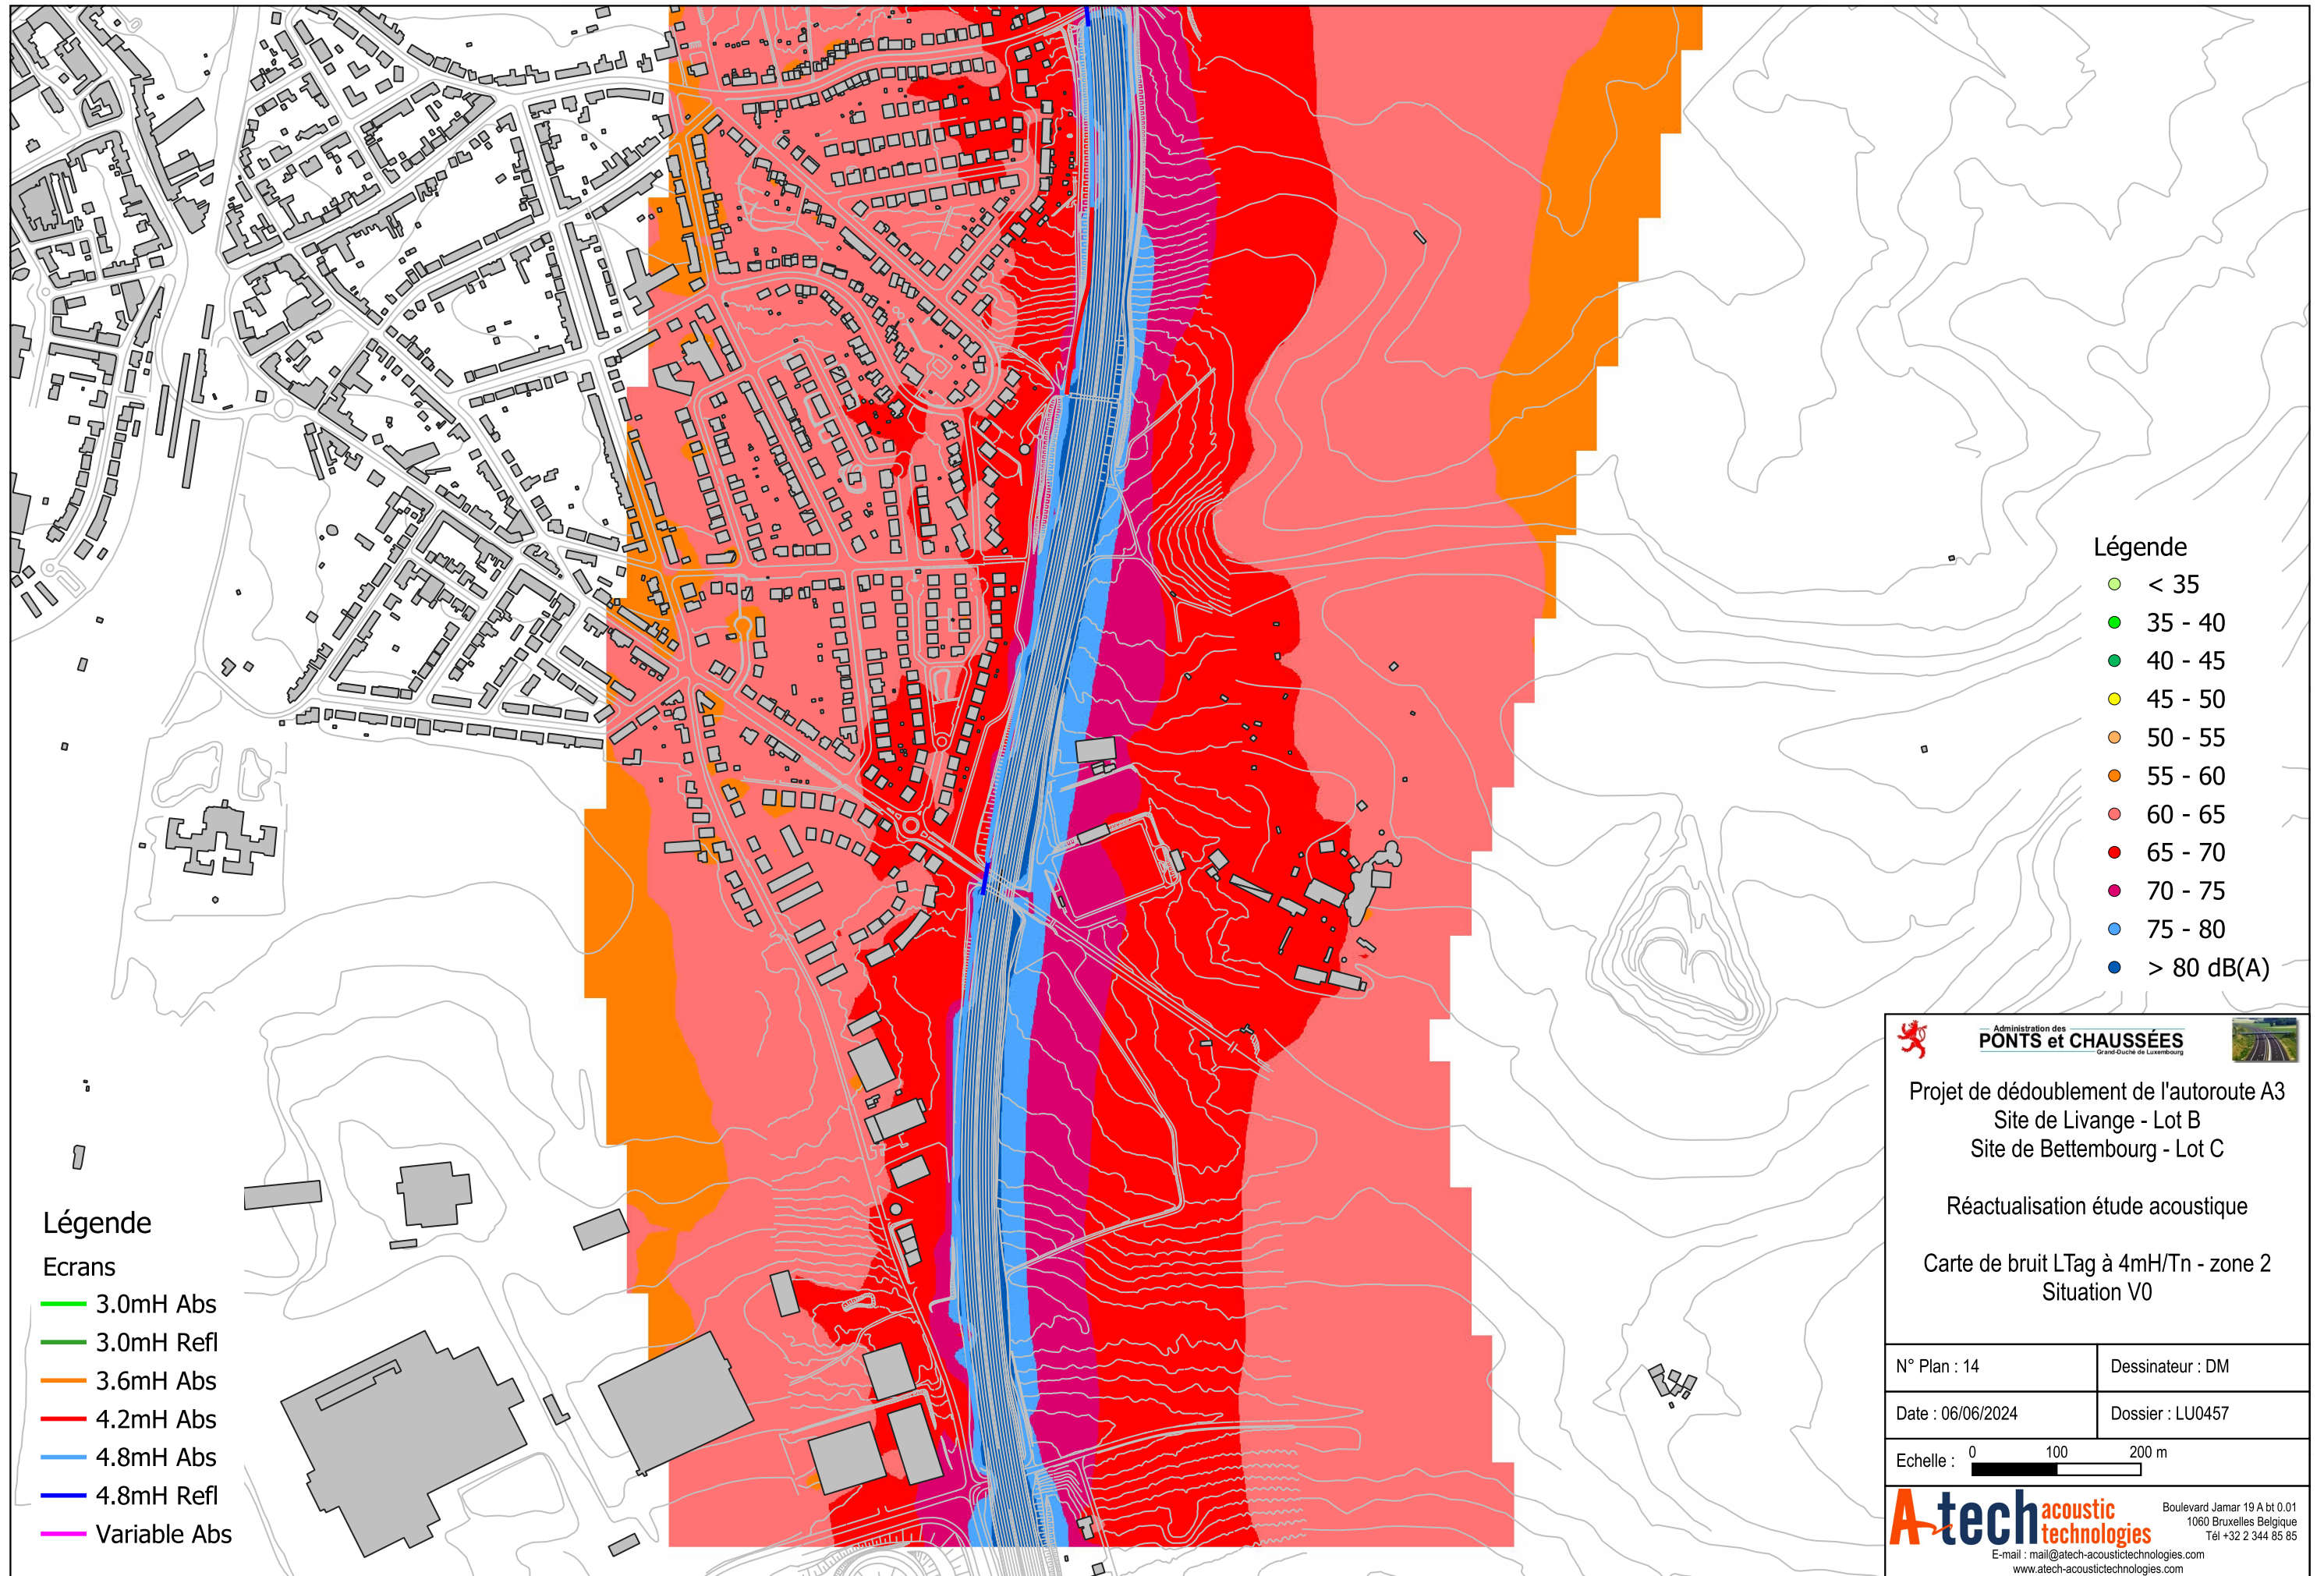 Légende
< 35
35 - 40
40 - 45
45 - 50
50 - 55
55 - 60
60 - 65
65 - 70
70 - 75
75 - 80
> 80 dB(A)
Légende
Ecrans
3.0mH Abs
3.0mH Refl
3.6mH Abs
4.2mH Abs
4.8mH Abs
4.8mH Refl
Variable Abs
Administration des
PONTS et CHAUSSÉES
Grand-Duché de Luxembourg
Projet de dédoublement de l'autoroute A3
Site de Livange - Lot B
Site de Bettembourg - Lot C
Réactualisation étude acoustique
Carte de bruit LTag à 4mH/Tn - zone 2
Situation V0
N° Plan : 14
Dessinateur : DM
Date : 06/06/2024
Dossier : LU0457
Echelle : 0 100 200 m
A-tech acoustic technologies
Boulevard Jamar 19 A bt 0.01
1060 Bruxelles Belgique
Tél +32 2 344 85 85
E-mail : mail@atech-acoustictechnologies.com
www.atech-acoustictechnologies.com